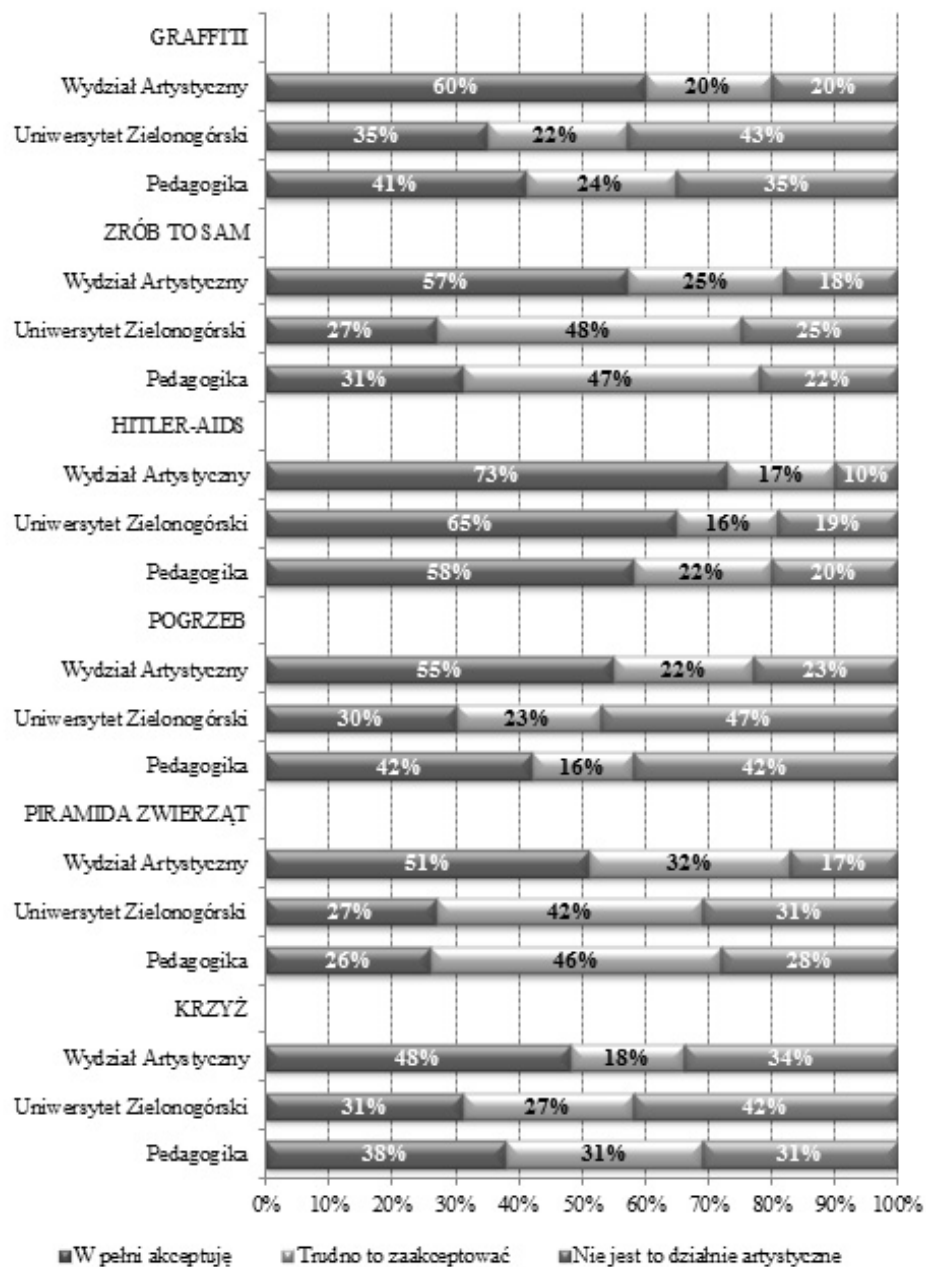 GRAFFITI
Wydział Artystyczny 60% 20% 20%
Uniwersytet Zielonogórski 35% 22% 43%
Pedagogika 41% 24% 35%
ZRÓB TO SAM
Wydział Artystyczny 57% 25% 18%
Uniwersytet Zielonogórski 27% 48% 25%
Pedagogika 31% 47% 22%
HITLER-AIDS
Wydział Artystyczny 73% 17% 10%
Uniwersytet Zielonogórski 65% 16% 19%
Pedagogika 58% 22% 20%
POGRZEB
Wydział Artystyczny 55% 22% 23%
Uniwersytet Zielonogórski 30% 23% 47%
Pedagogika 42% 16% 42%
PIRAMIDA ZWIERZĄT
Wydział Artystyczny 51% 32% 17%
Uniwersytet Zielonogórski 27% 42% 31%
Pedagogika 26% 46% 28%
KRZYŻ
Wydział Artystyczny 48% 18% 34%
Uniwersytet Zielonogórski 31% 27% 42%
Pedagogika 38% 31% 31%
0% 10% 20% 30% 40% 50% 60% 70% 80% 90% 100%
W pełni akceptuję Trudno to zaakceptować Nie jest to działnie artystyczne